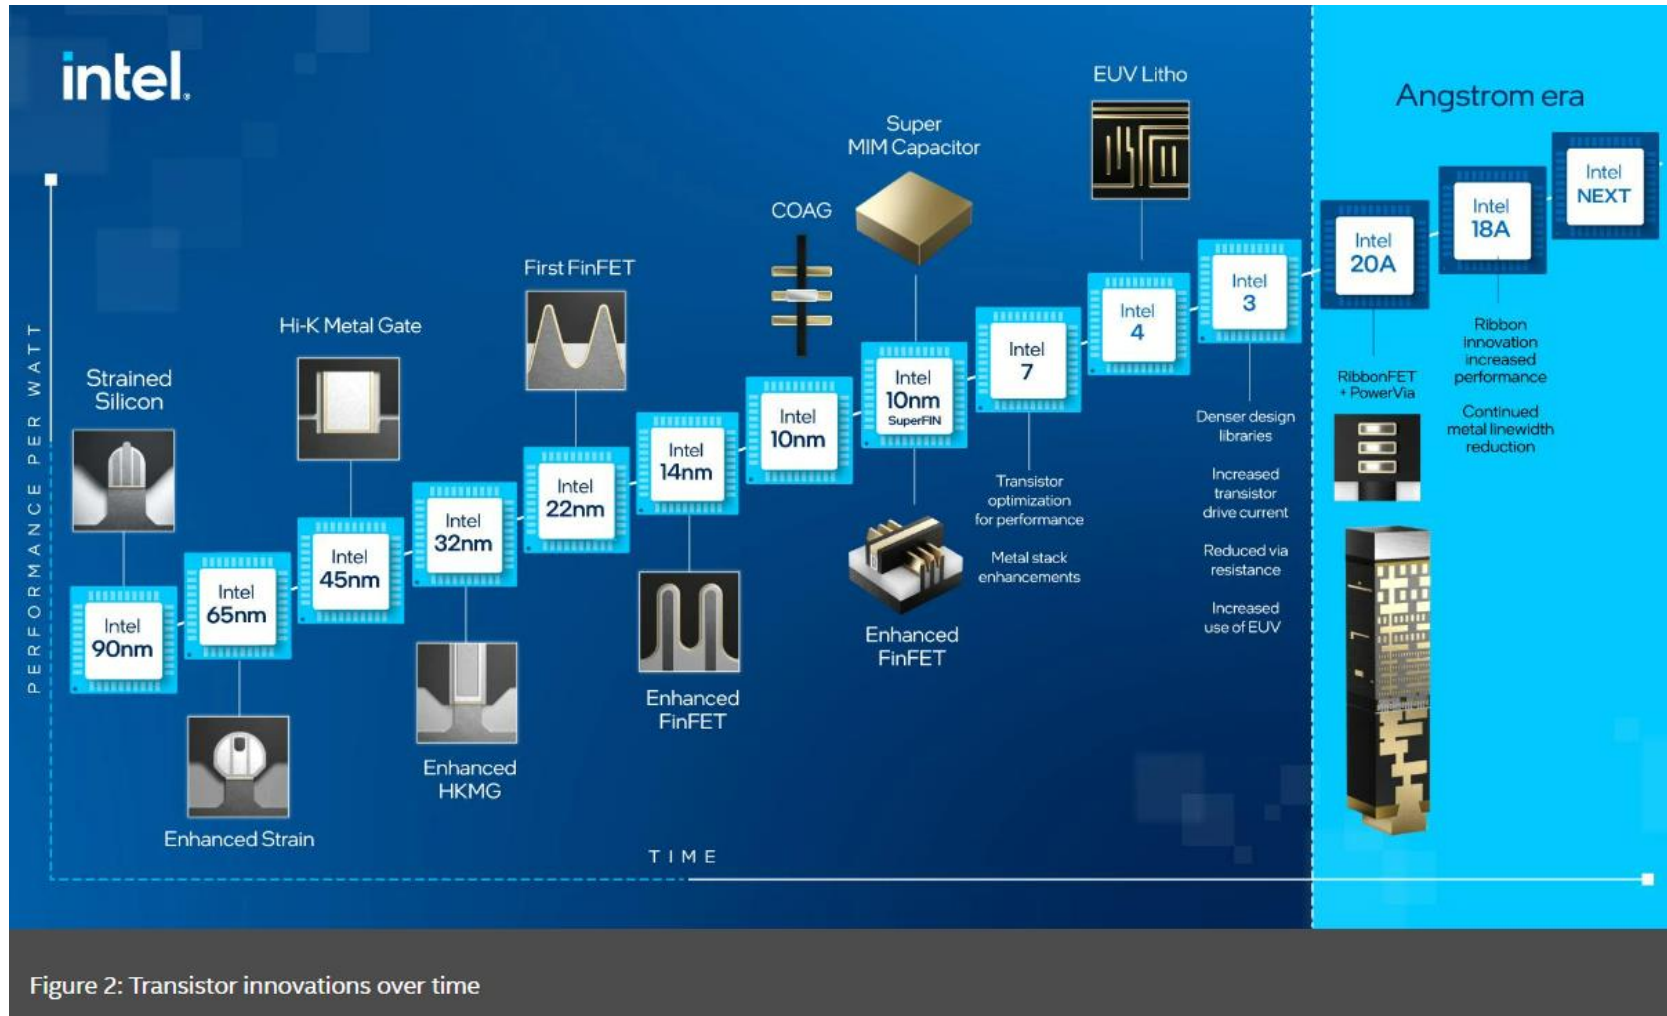 intel.
Angstrom era
PERFORMANCE PER WATT
TIME
Strained
Silicon
Intel
90nm
Intel
65nm
Enhanced Strain
Hi-K Metal Gate
Intel
45nm
Intel
32nm
Enhanced
HKMG
First FinFET
Intel
22nm
Intel
14nm
Enhanced
FinFET
COAG
Intel
10nm
Super
MIM Capacitor
Intel
10nm
SuperFIN
Enhanced
FinFET
Intel
7
Transistor
optimization
for performance
Metal stack
enhancements
EUV Litho
Intel
4
Intel
3
Denser design
libraries
Increased
transistor
drive current
Reduced via
resistance
Increased
use of EUV
Intel
20A
RibbonFET
+ PowerVia
Intel
18A
Ribbon
innovation
increased
performance
Continued
metal linewidth
reduction
Intel
NEXT
Figure 2: Transistor innovations over time